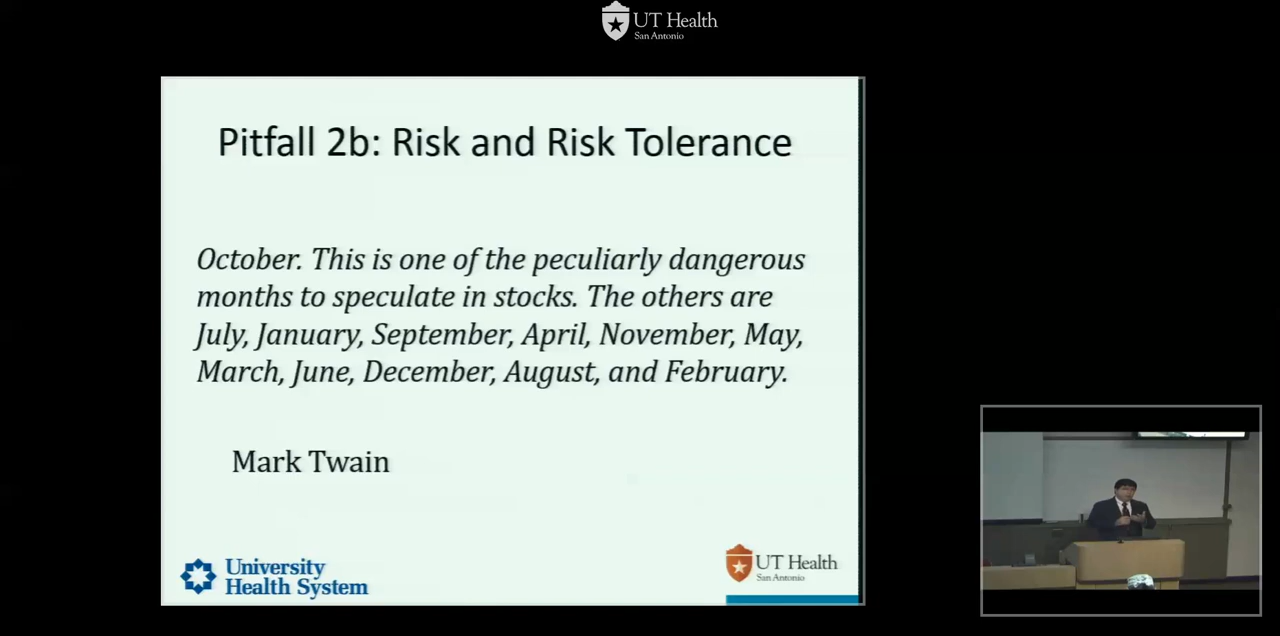 UT Health
San Antonio
Pitfall 2b: Risk and Risk Tolerance
October. This is one of the peculiarly dangerous
months to speculate in stocks. The others are
July, January, September, April, November, May,
March, June, December, August, and February.
Mark Twain
University
Health System
UT Health
San Antonio